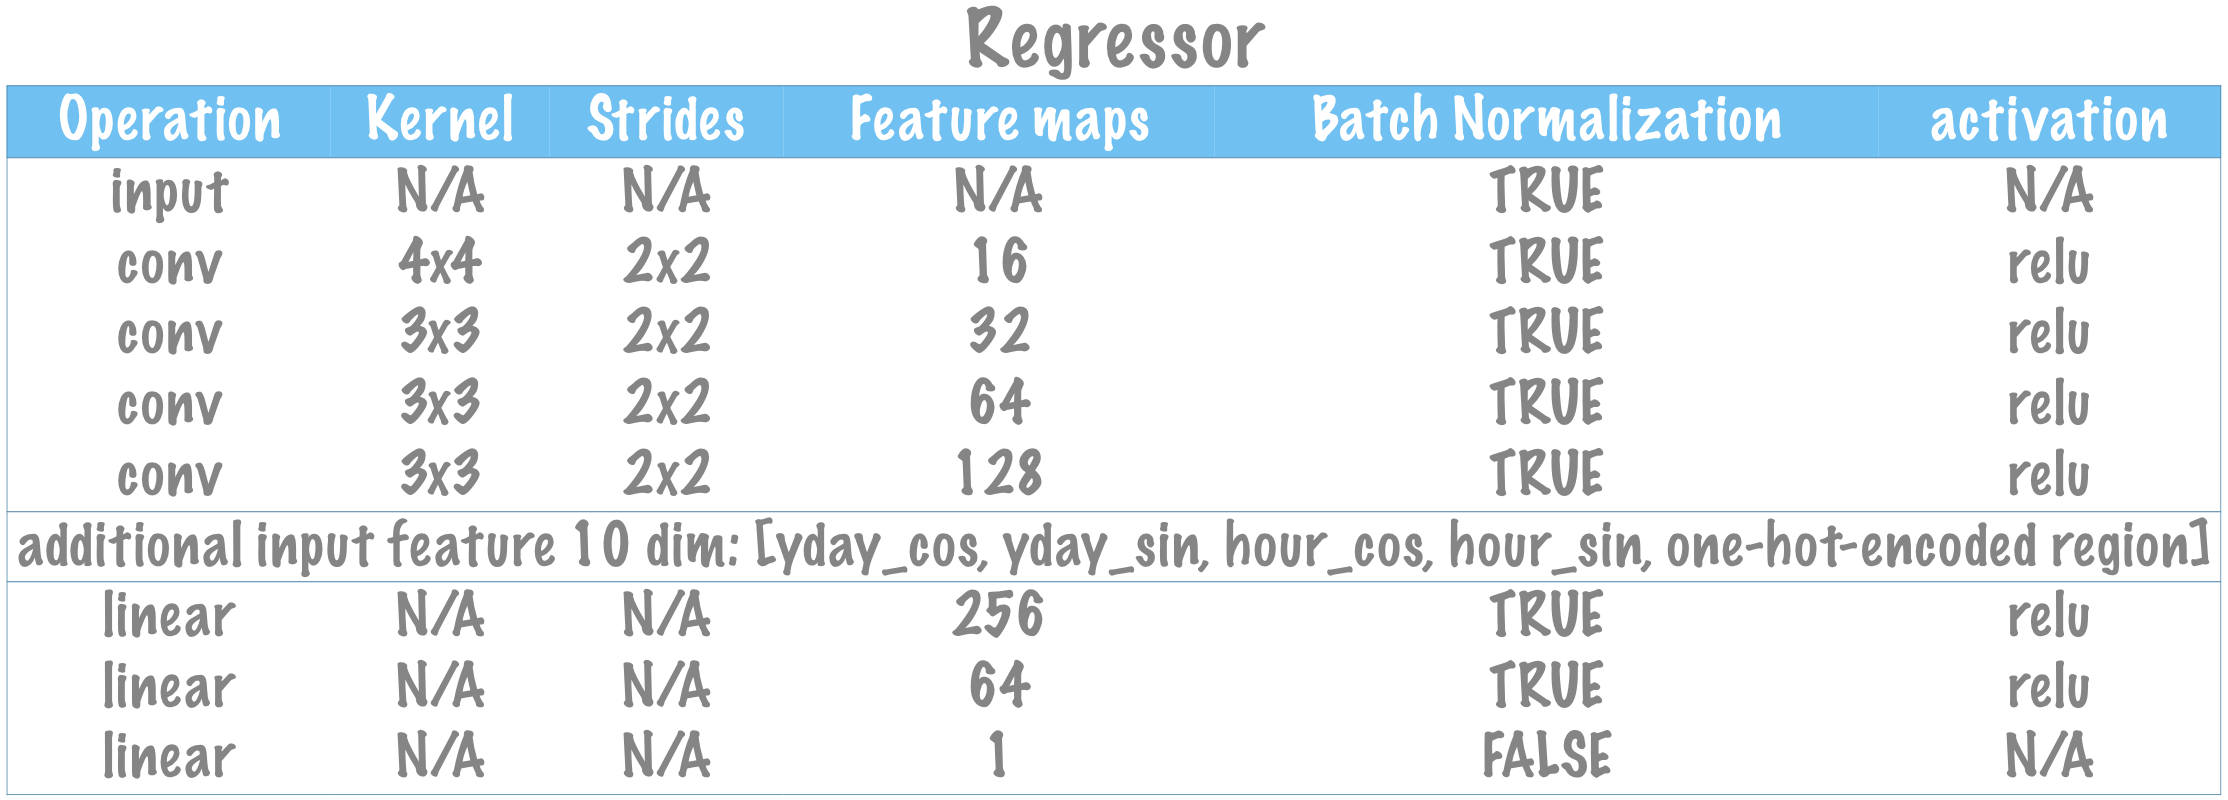 Regressor
Operation Kernel Strides Feature maps Batch Normalization activation
input N/A N/A N/A TRUE N/A
conv 4x4 2x2 16 TRUE relu
conv 3x3 2x2 32 TRUE relu
conv 3x3 2x2 64 TRUE relu
conv 3x3 2x2 128 TRUE relu
additional input feature 10 dim: [yday_cos, yday_sin, hour_cos, hour_sin, one-hot-encoded region]
linear N/A N/A 256 TRUE relu
linear N/A N/A 64 TRUE relu
linear N/A N/A 1 FALSE N/A